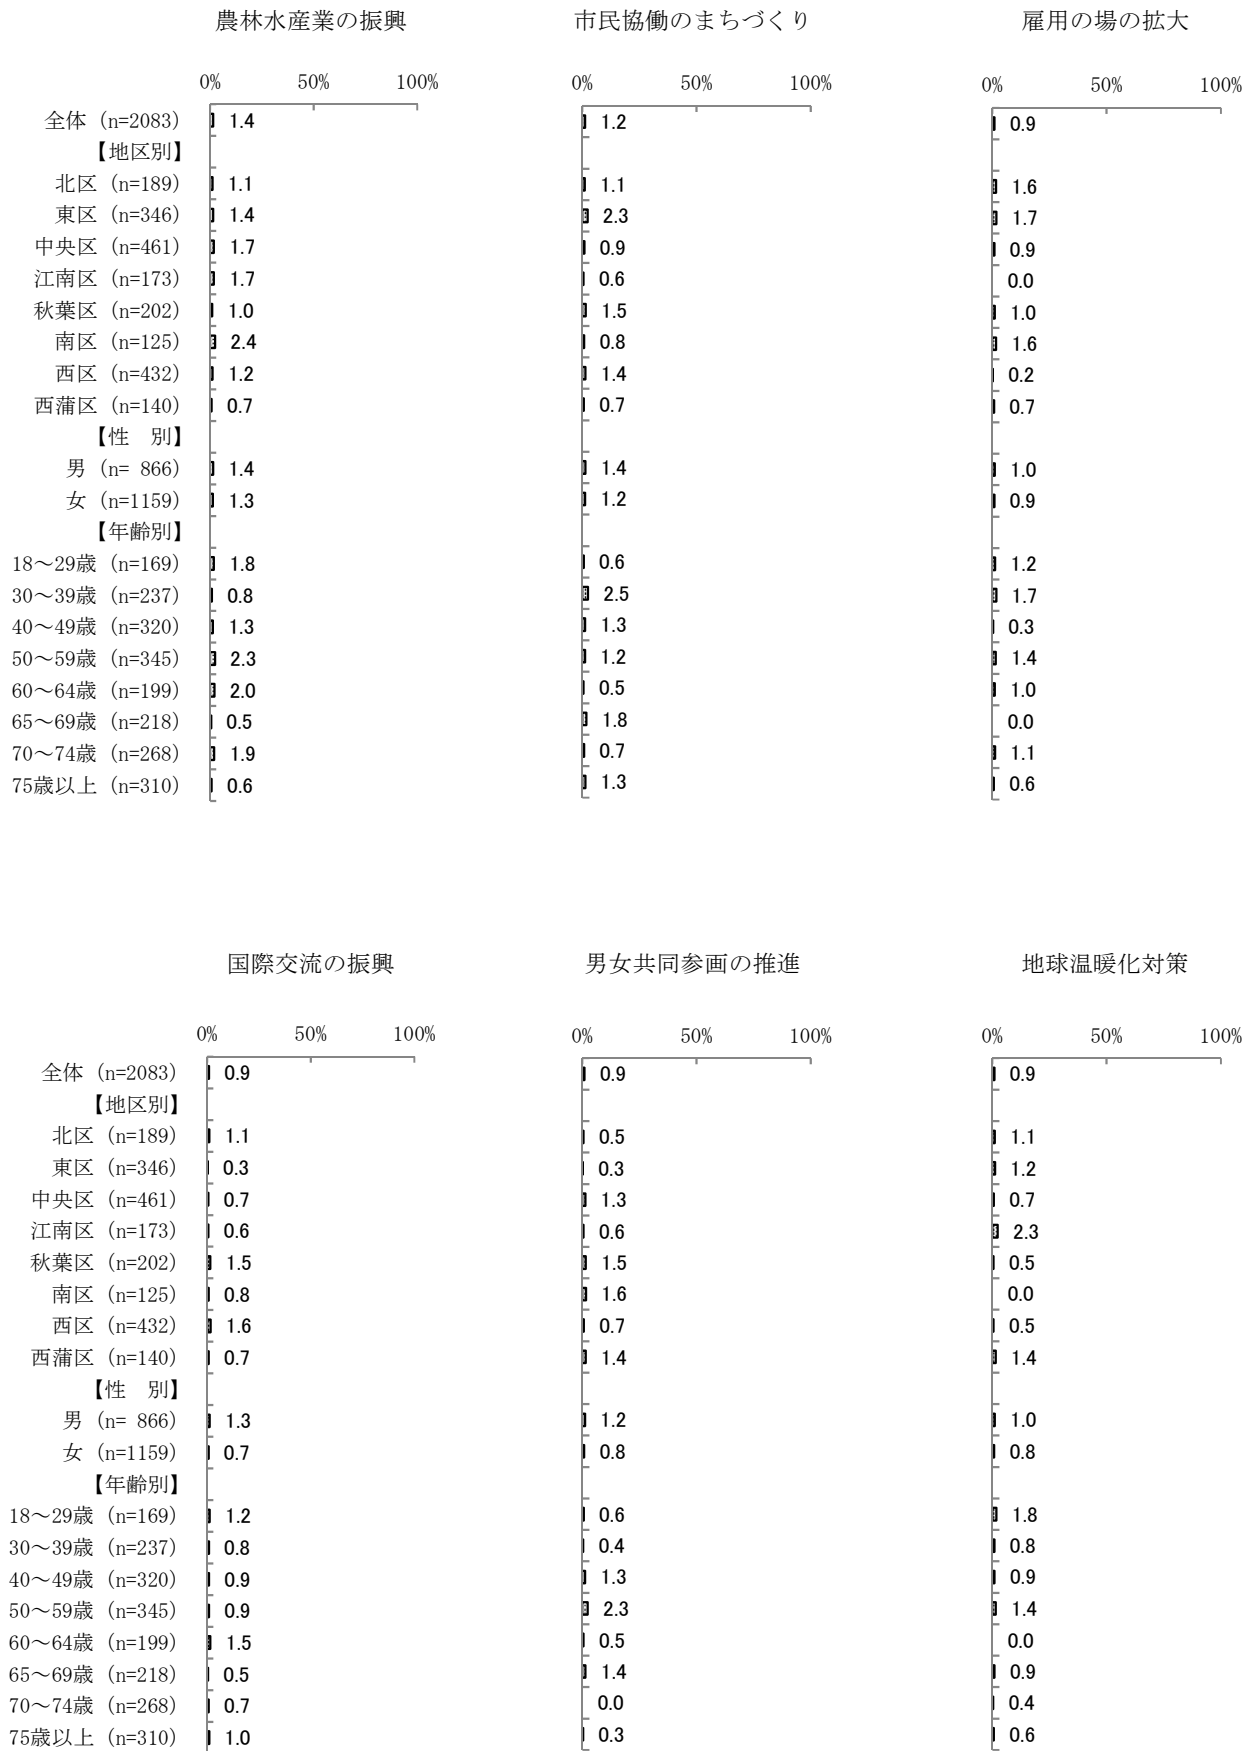 農林水産業の振興 市民協働のまちづくり 雇用の場の拡大
0% 50% 100% 0% 50% 100% 0% 50% 100%
全体 (n=2083) 1.4 1.2 0.9
【地区別】
北区 (n=189) 1.1 1.1 1.6
東区 (n=346) 1.4 2.3 1.7
中央区 (n=461) 1.7 0.9 0.9
江南区 (n=173) 1.7 0.6 0.0
秋葉区 (n=202) 1.0 1.5 1.0
南区 (n=125) 2.4 0.8 1.6
西区 (n=432) 1.2 1.4 0.2
西蒲区 (n=140) 0.7 0.7 0.7
【性　別】
男 (n= 866) 1.4 1.4 1.0
女 (n=1159) 1.3 1.2 0.9
【年齢別】
18～29歳 (n=169) 1.8 0.6 1.2
30～39歳 (n=237) 0.8 2.5 1.7
40～49歳 (n=320) 1.3 1.3 0.3
50～59歳 (n=345) 2.3 1.2 1.4
60～64歳 (n=199) 2.0 0.5 1.0
65～69歳 (n=218) 0.5 1.8 0.0
70～74歳 (n=268) 1.9 0.7 1.1
75歳以上 (n=310) 0.6 1.3 0.6
国際交流の振興 男女共同参画の推進 地球温暖化対策
0% 50% 100% 0% 50% 100% 0% 50% 100%
全体 (n=2083) 0.9 0.9 0.9
【地区別】
北区 (n=189) 1.1 0.5 1.1
東区 (n=346) 0.3 0.3 1.2
中央区 (n=461) 0.7 1.3 0.7
江南区 (n=173) 0.6 0.6 2.3
秋葉区 (n=202) 1.5 1.5 0.5
南区 (n=125) 0.8 1.6 0.0
西区 (n=432) 1.6 0.7 0.5
西蒲区 (n=140) 0.7 1.4 1.4
【性　別】
男 (n= 866) 1.3 1.2 1.0
女 (n=1159) 0.7 0.8 0.8
【年齢別】
18～29歳 (n=169) 1.2 0.6 1.8
30～39歳 (n=237) 0.8 0.4 0.8
40～49歳 (n=320) 0.9 1.3 0.9
50～59歳 (n=345) 0.9 2.3 1.4
60～64歳 (n=199) 1.5 0.5 0.0
65～69歳 (n=218) 0.5 1.4 0.9
70～74歳 (n=268) 0.7 0.0 0.4
75歳以上 (n=310) 1.0 0.3 0.6